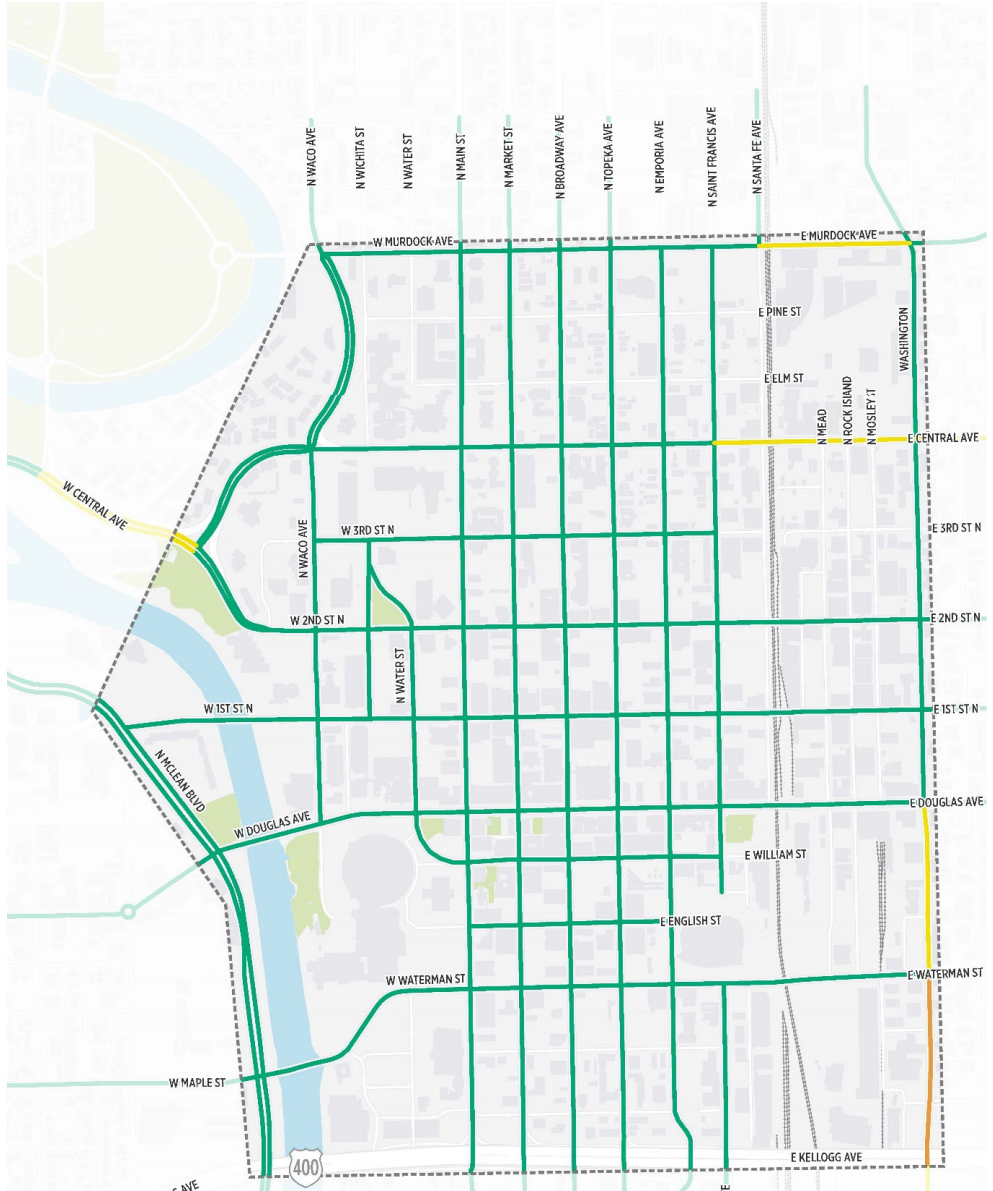 N WACO AVE
N WICHITA ST
N WATER ST
N MAIN ST
N MARKET ST
N BROADWAY AVE
N TOPEKA AVE
N EMPORIA AVE
N SAINT FRANCIS AVE
N SANTA FE AVE
W MURDOCK AVE
E MURDOCK AVE
E PINE ST
WASHINGTON
E ELM ST
N MEAD
N ROCK ISLAND
N MOSLEY
E CENTRAL AVE
W CENTRAL AVE
N WACO AVE
W 3RD ST N
E 3RD ST N
W 2ND ST N
E 2ND ST N
N WATER ST
W 1ST ST N
E 1ST ST N
N MCLEAN BLVD
W DOUGLAS AVE
E DOUGLAS AVE
E WILLIAM ST
E ENGLISH ST
W WATERMAN ST
E WATERMAN ST
W MAPLE ST
400
E KELLOGG AVE
AVE
E